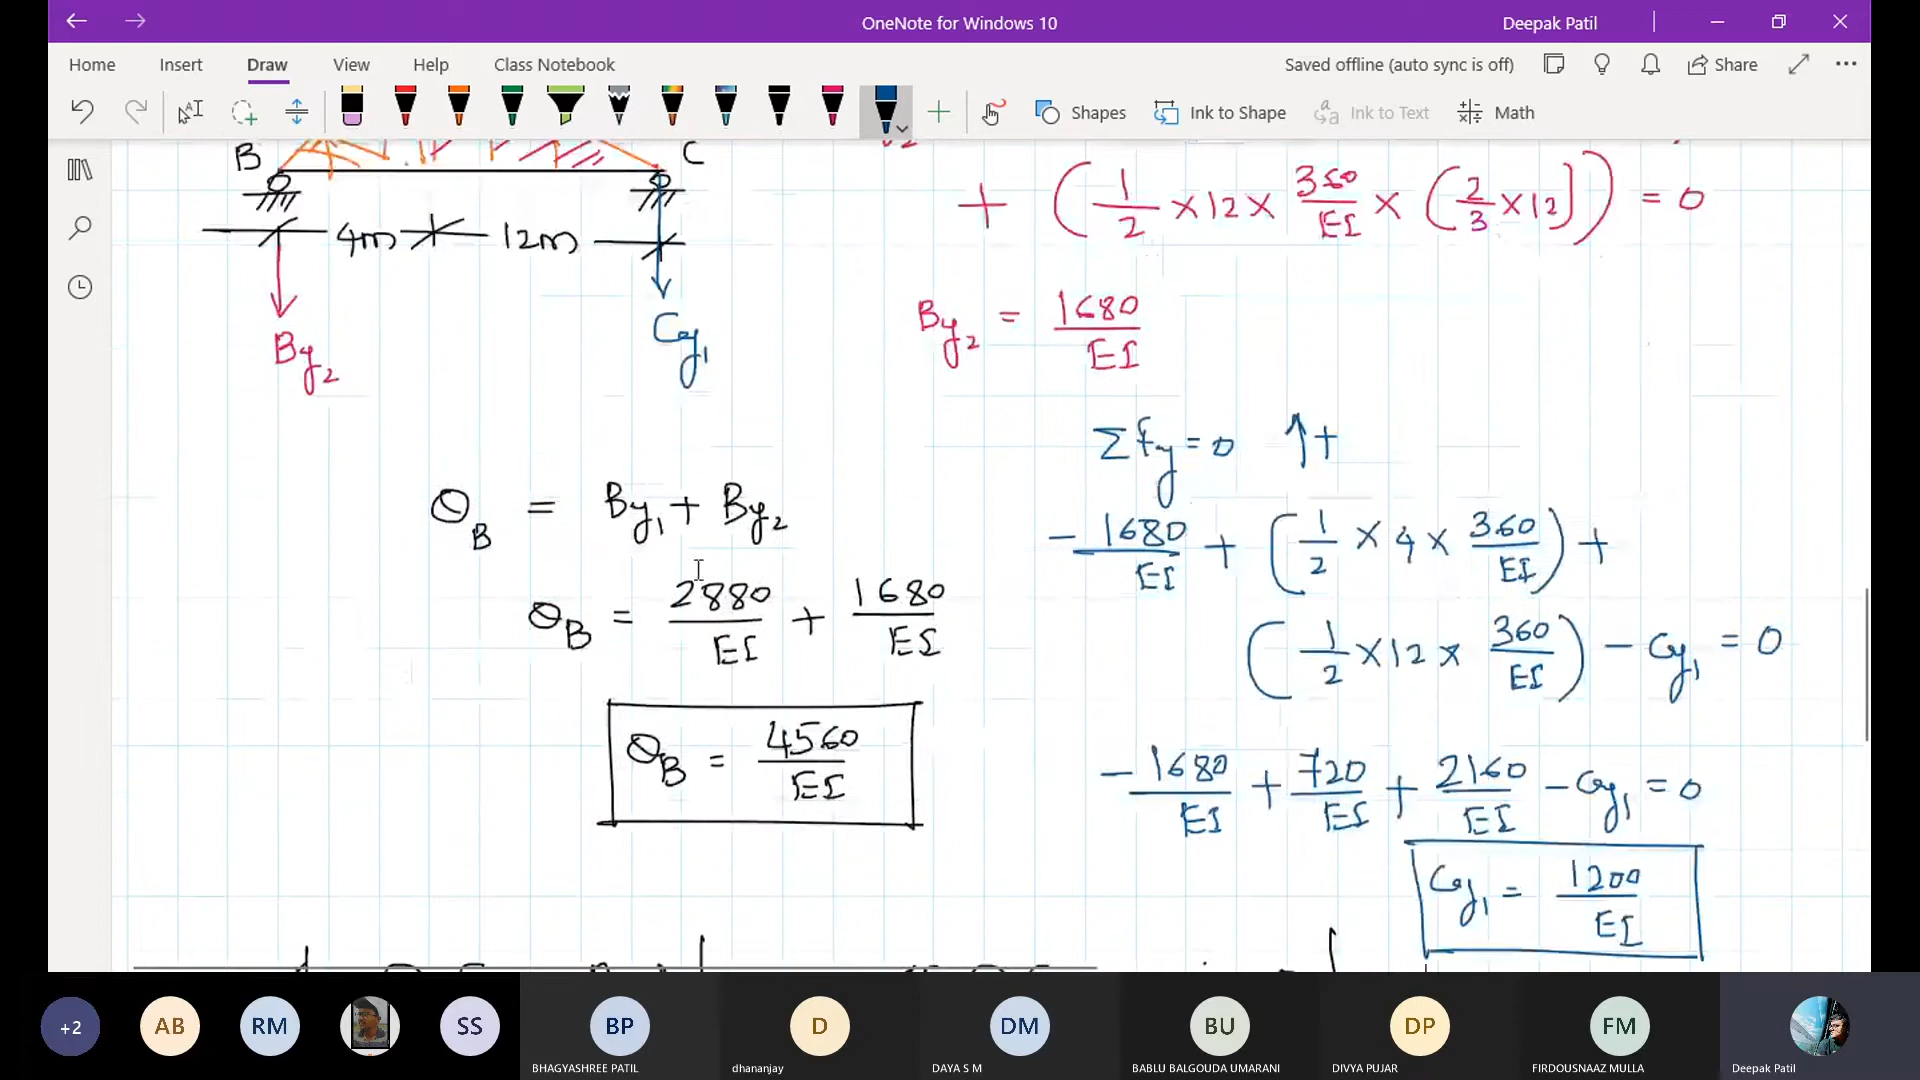 OneNote for Windows 10
Deepak Patil
Home Insert Draw View Help Class Notebook
Saved offline (auto sync is off) Share
Shapes Ink to Shape Ink to Text Math
B C
4m 12m
By₂
Cy₁
+ (1/2 × 12 × 360/EI × (2/3 × 12)) = 0
By₂ = 1680/EI
ΣFy = 0 ↑+
-1680/EI + (1/2 × 4 × 360/EI) +
(1/2 × 12 × 360/EI) - Cy₁ = 0
-1680/EI + 720/EI + 2160/EI - Cy₁ = 0
Cy₁ = 1200/EI
θB = By₁ + By₂
θB = 2880/EI + 1680/EI
θB = 4560/EI
+2 AB RM SS BP D DM BU DP FM
BHAGYASHREE PATIL dhananjay DAYA S M BABLU BALGOUDA UMARANI DIVYA PUJAR FIRDOUSNAAZ MULLA Deepak Patil